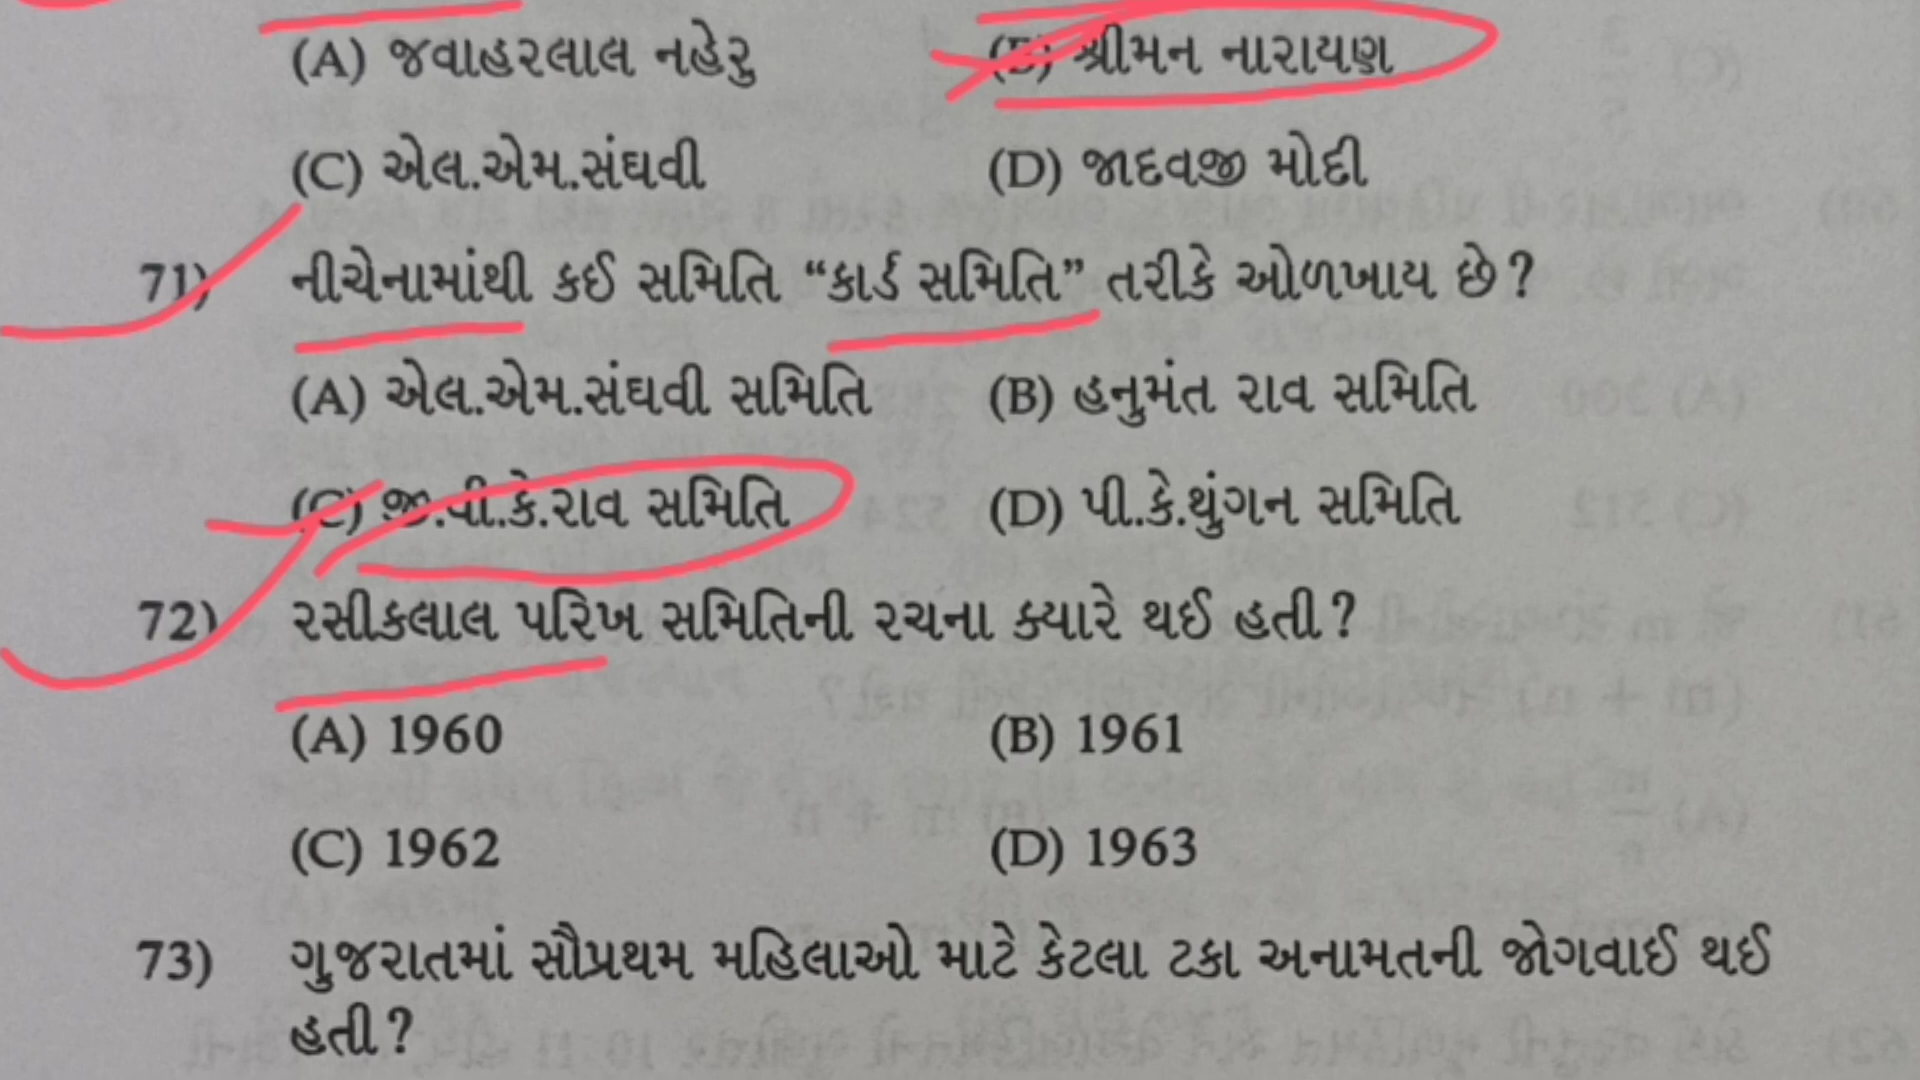 (A) જવાહરલાલ નહેરુ (B) શ્રીમન નારાયણ
(C) એલ.એમ.સંઘવી (D) જાદવજી મોદી
71) નીચેનામાંથી કઈ સમિતિ “કાર્ડ સમિતિ” તરીકે ઓળખાય છે?
(A) એલ.એમ.સંઘવી સમિતિ (B) હનુમંત રાવ સમિતિ
(C) જી.વી.કે.રાવ સમિતિ (D) પી.કે.થુંગન સમિતિ
72) રસીકલાલ પરિખ સમિતિની રચના ક્યારે થઈ હતી?
(A) 1960 (B) 1961
(C) 1962 (D) 1963
73) ગુજરાતમાં સૌપ્રથમ મહિલાઓ માટે કેટલા ટકા અનામતની જોગવાઈ થઈ
હતી?